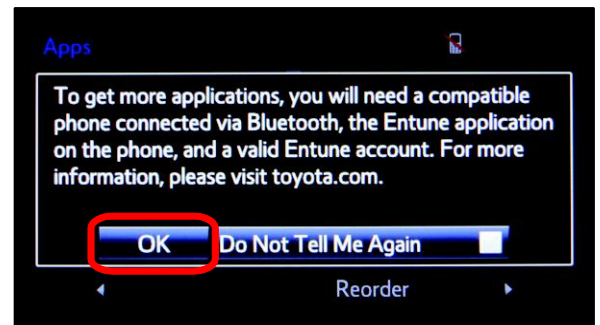 Apps
To get more applications, you will need a compatible
phone connected via Bluetooth, the Entune application
on the phone, and a valid Entune account. For more
information, please visit toyota.com.
OK Do Not Tell Me Again
Reorder